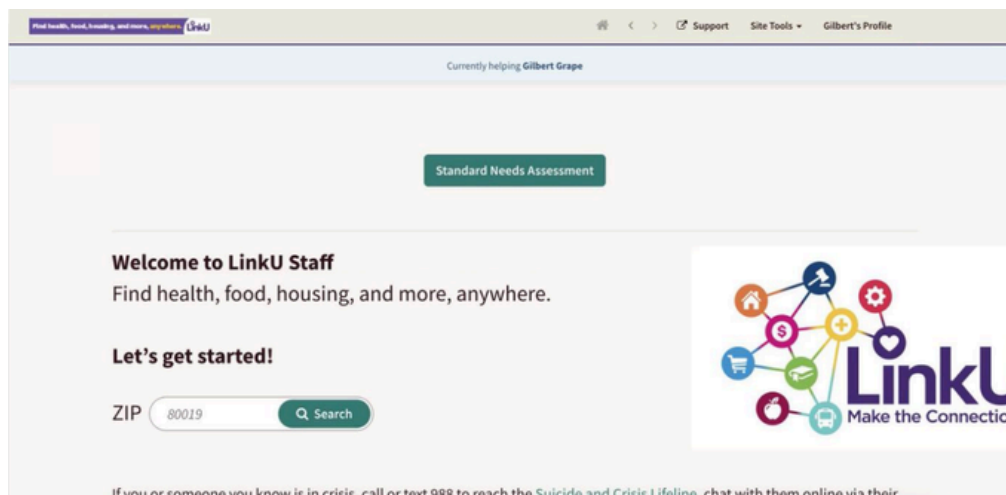 Find health, food, housing, and more, anywhere. LinkU
Support Site Tools Gilbert's Profile
Currently helping Gilbert Grape
Standard Needs Assessment
Welcome to LinkU Staff
Find health, food, housing, and more, anywhere.
Let's get started!
ZIP 80019 Search
$
LinkU
Make the Connectio
If you or someone you know is in crisis, call or text 988 to reach the Suicide and Crisis Lifeline, chat with them online via their